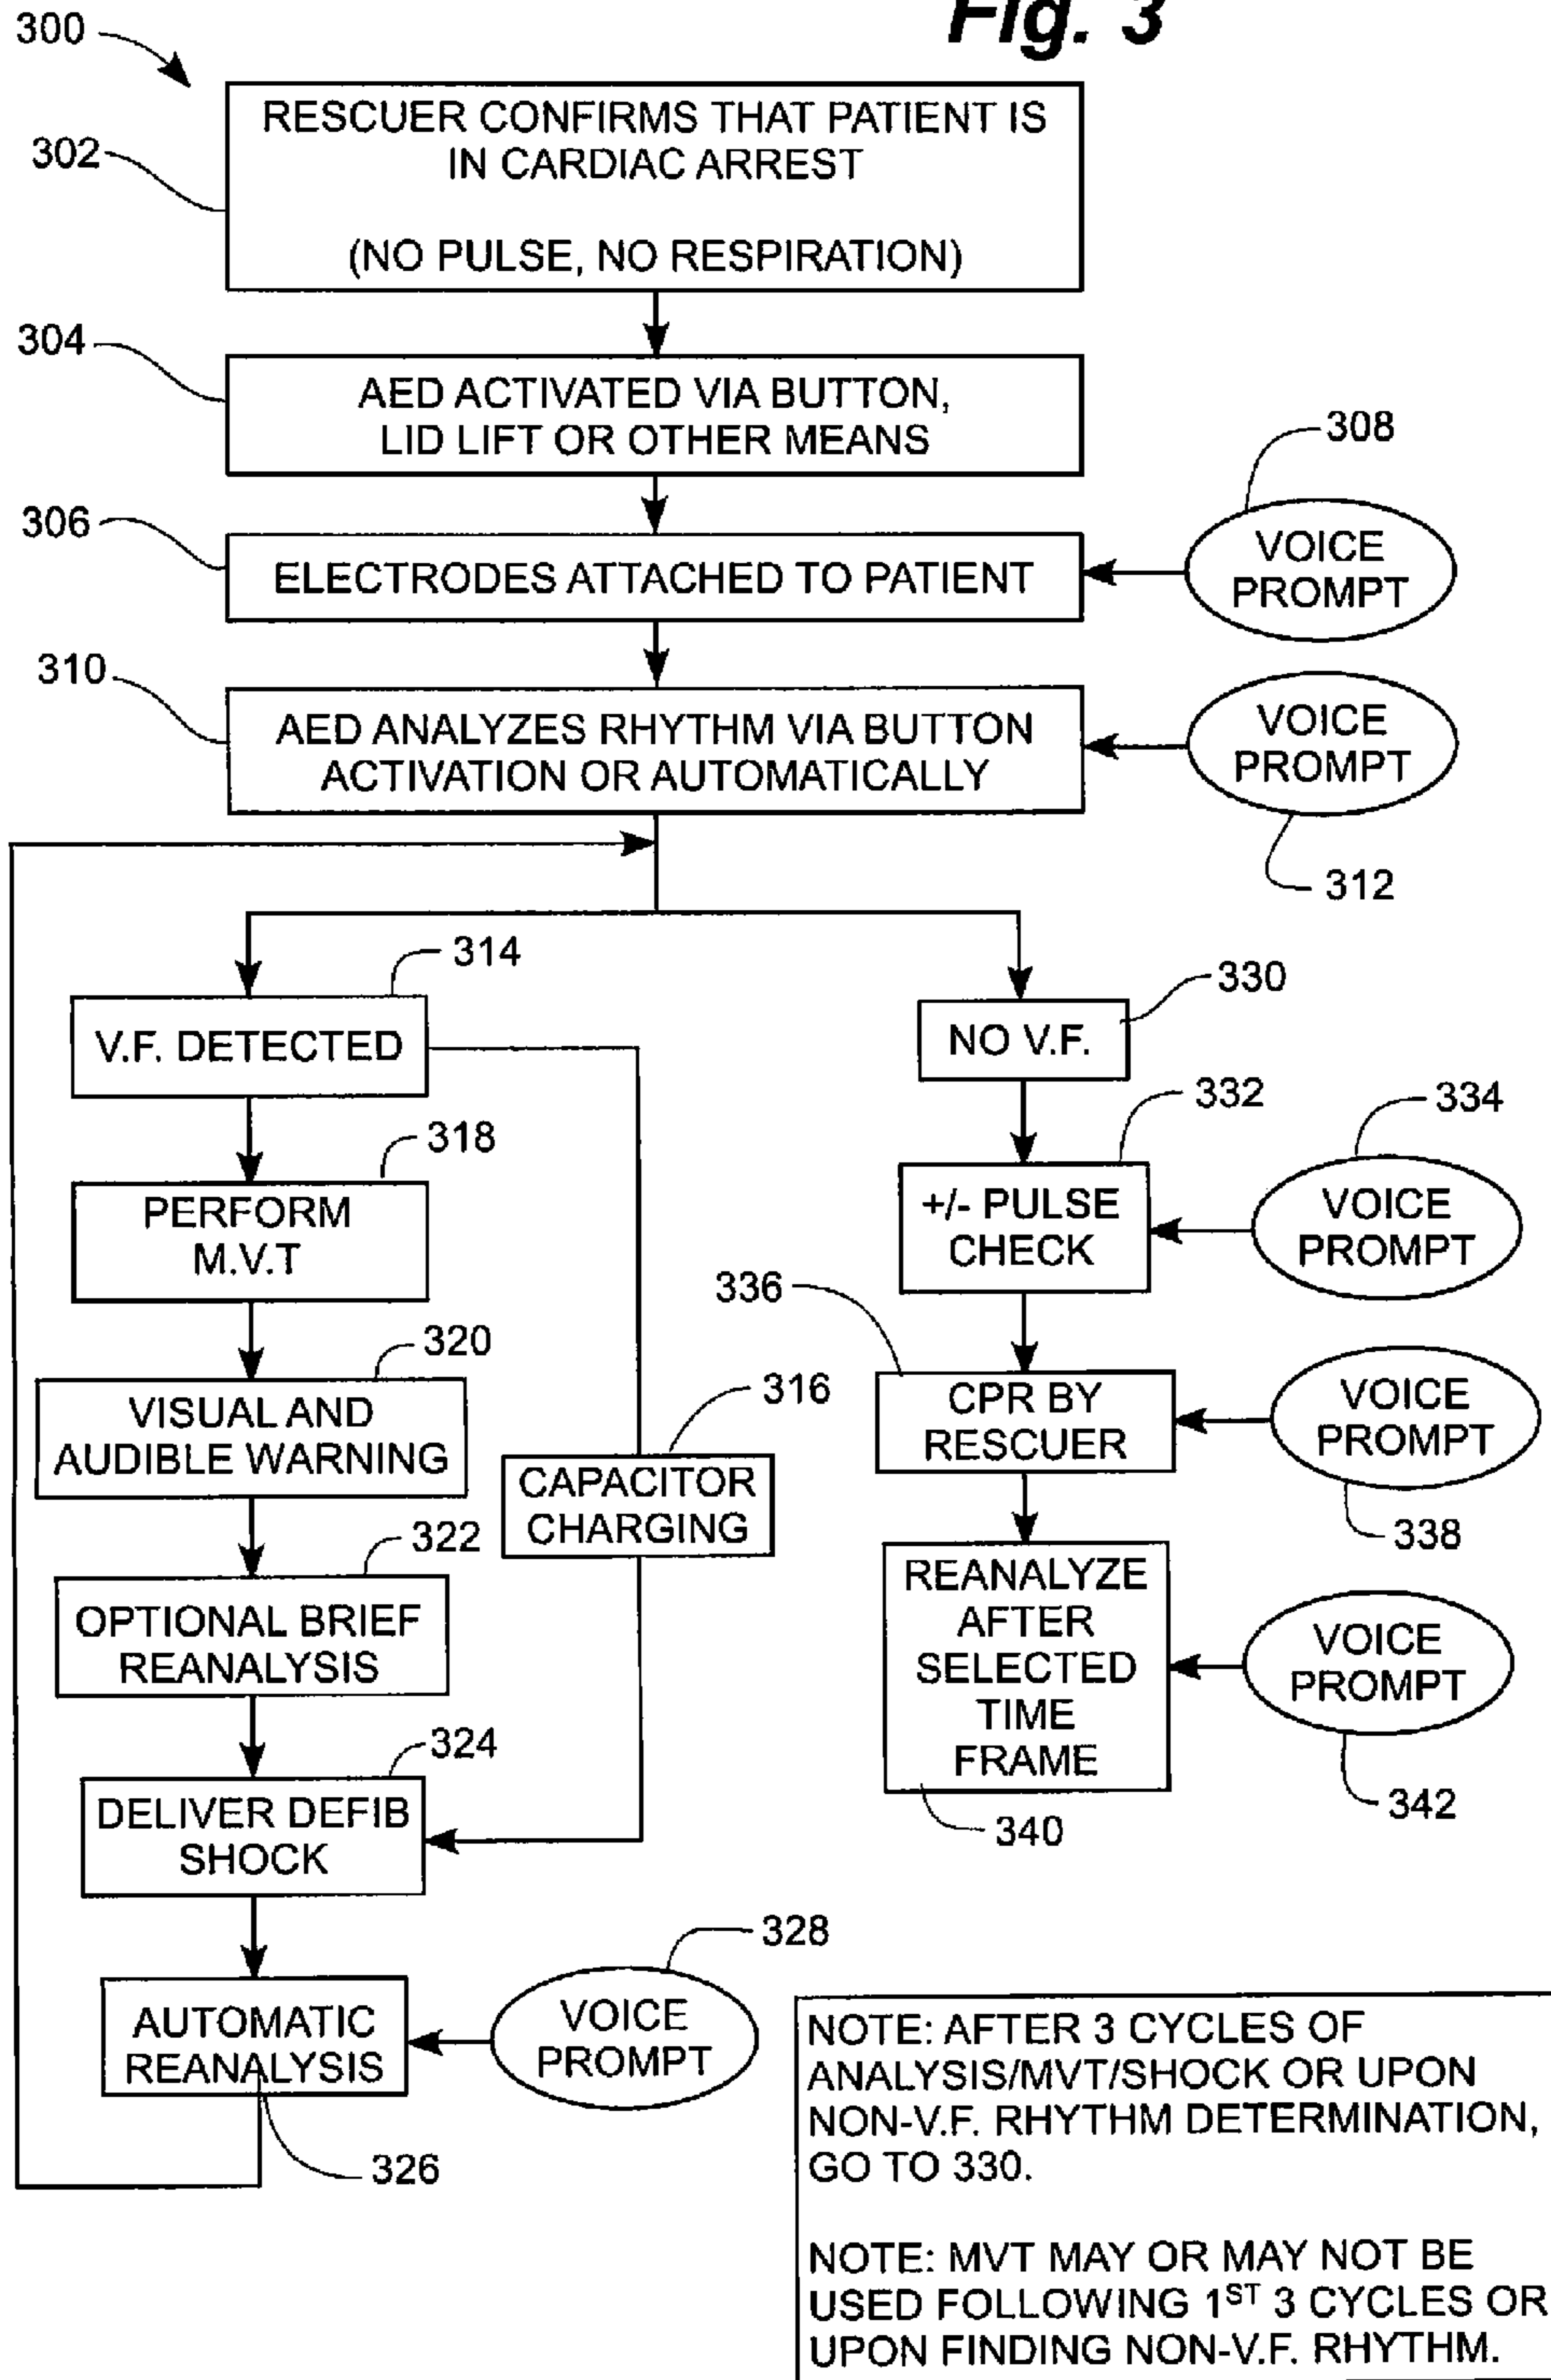 Fig. 3
300
302
RESCUER CONFIRMS THAT PATIENT IS
IN CARDIAC ARREST
(NO PULSE, NO RESPIRATION)
304
AED ACTIVATED VIA BUTTON,
LID LIFT OR OTHER MEANS
306
ELECTRODES ATTACHED TO PATIENT
308
VOICE
PROMPT
310
AED ANALYZES RHYTHM VIA BUTTON
ACTIVATION OR AUTOMATICALLY
VOICE
PROMPT
312
314
V.F. DETECTED
318
PERFORM
M.V.T
320
VISUAL AND
AUDIBLE WARNING
316
CAPACITOR
CHARGING
322
OPTIONAL BRIEF
REANALYSIS
324
DELIVER DEFIB
SHOCK
328
AUTOMATIC
REANALYSIS
VOICE
PROMPT
326
330
NO V.F.
332
+/- PULSE
CHECK
334
VOICE
PROMPT
336
CPR BY
RESCUER
VOICE
PROMPT
338
REANALYZE
AFTER
SELECTED
TIME
FRAME
340
VOICE
PROMPT
342
NOTE: AFTER 3 CYCLES OF
ANALYSIS/MVT/SHOCK OR UPON
NON-V.F. RHYTHM DETERMINATION,
GO TO 330.
NOTE: MVT MAY OR MAY NOT BE
USED FOLLOWING 1ST 3 CYCLES OR
UPON FINDING NON-V.F. RHYTHM.